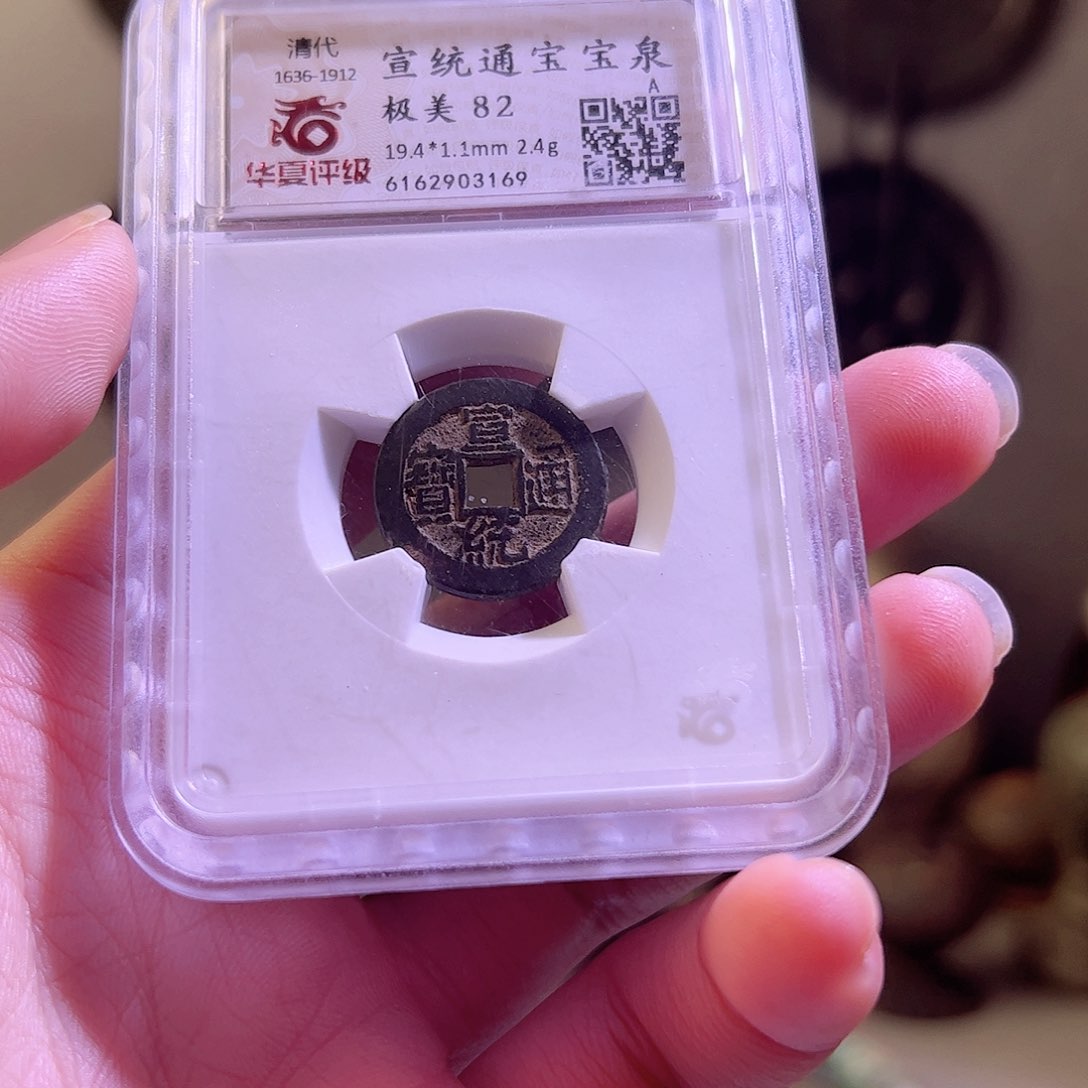 清代
1636-1912
华夏评级
宣统通宝宝泉
A
极美 82
19.4*1.1mm 2.4g
6162903169
宣
統
通
寶